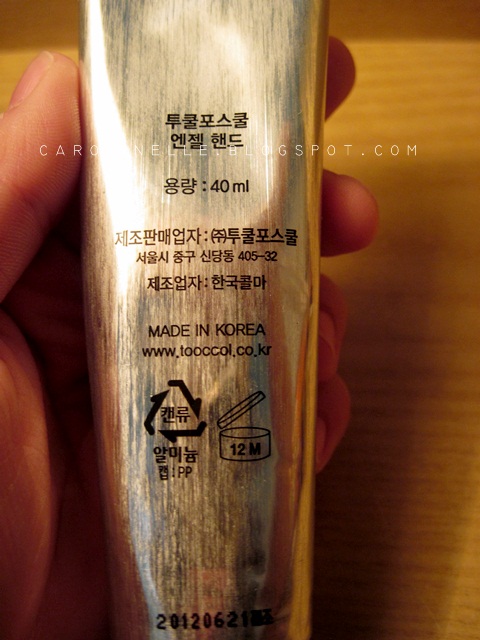 투쿨포스쿨
엔젤 핸드
CAROLINELLE.BLOGSPOT.COM
용량 : 40 ml
제조판매업자 : ㈜투쿨포스쿨
서울시 중구 신당동 405-32
제조업자 : 한국콜마
MADE IN KOREA
www.tooccol.co.kr
캔류
12 M
알미늄
캡 : PP
20120621